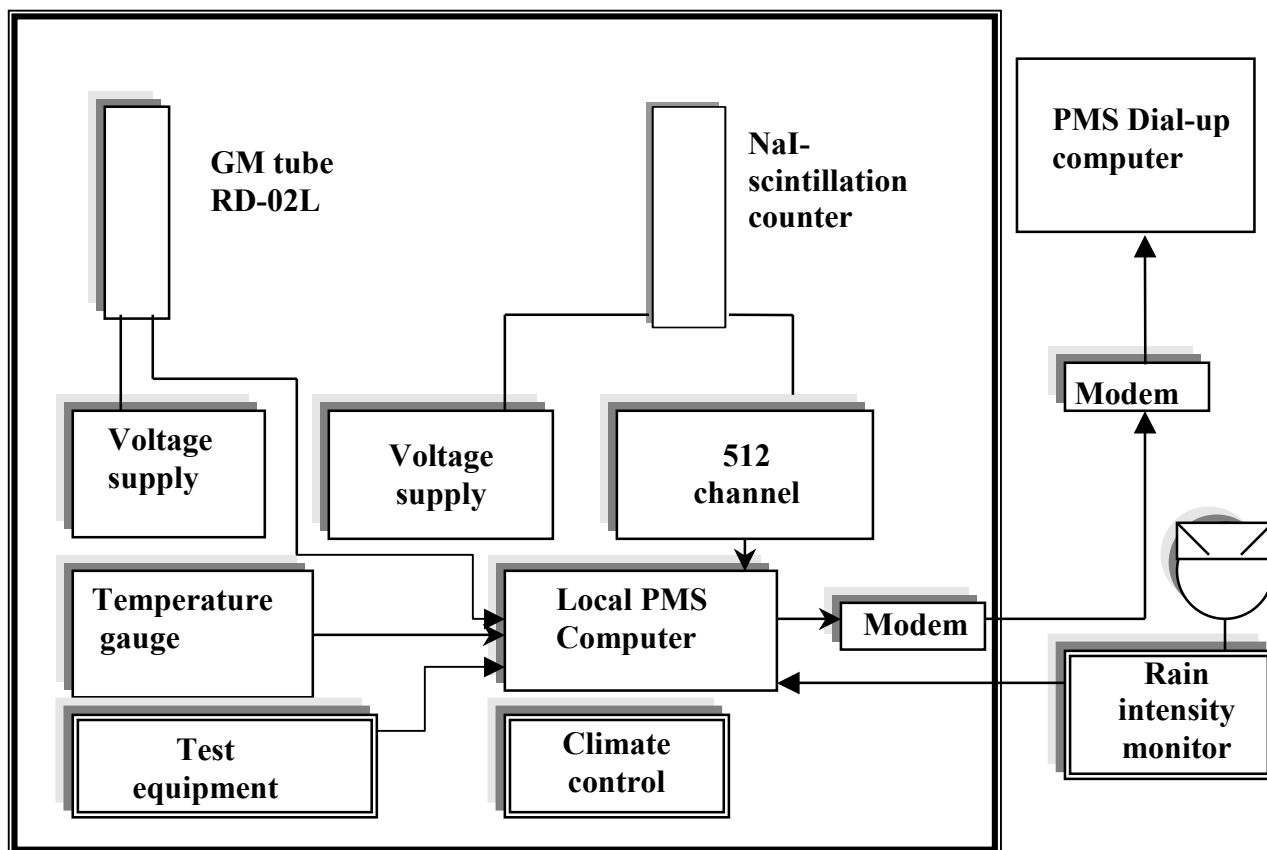 GM tube
RD-02L
NaI-
scintillation
counter
PMS Dial-up
computer
Modem
Voltage
supply
Voltage
supply
512
channel
Temperature
gauge
Local PMS
Computer
Modem
Rain
intensity
monitor
Test
equipment
Climate
control